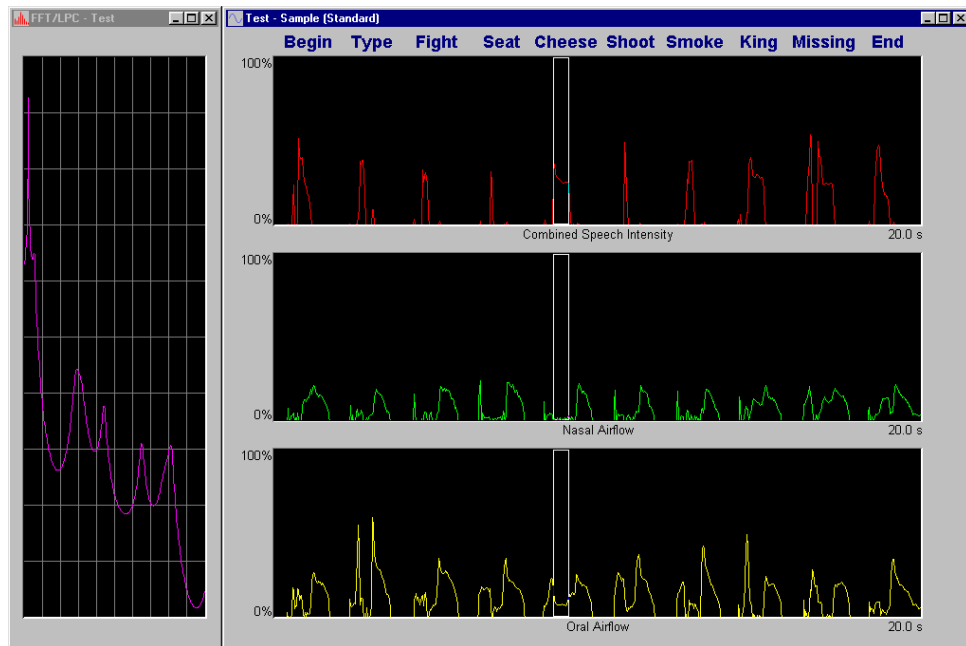 FFT/LPC - Test
Test - Sample (Standard)
Begin Type Fight Seat Cheese Shoot Smoke King Missing End
100%
0%
Combined Speech Intensity 20.0 s
100%
0%
Nasal Airflow 20.0 s
100%
0%
Oral Airflow 20.0 s